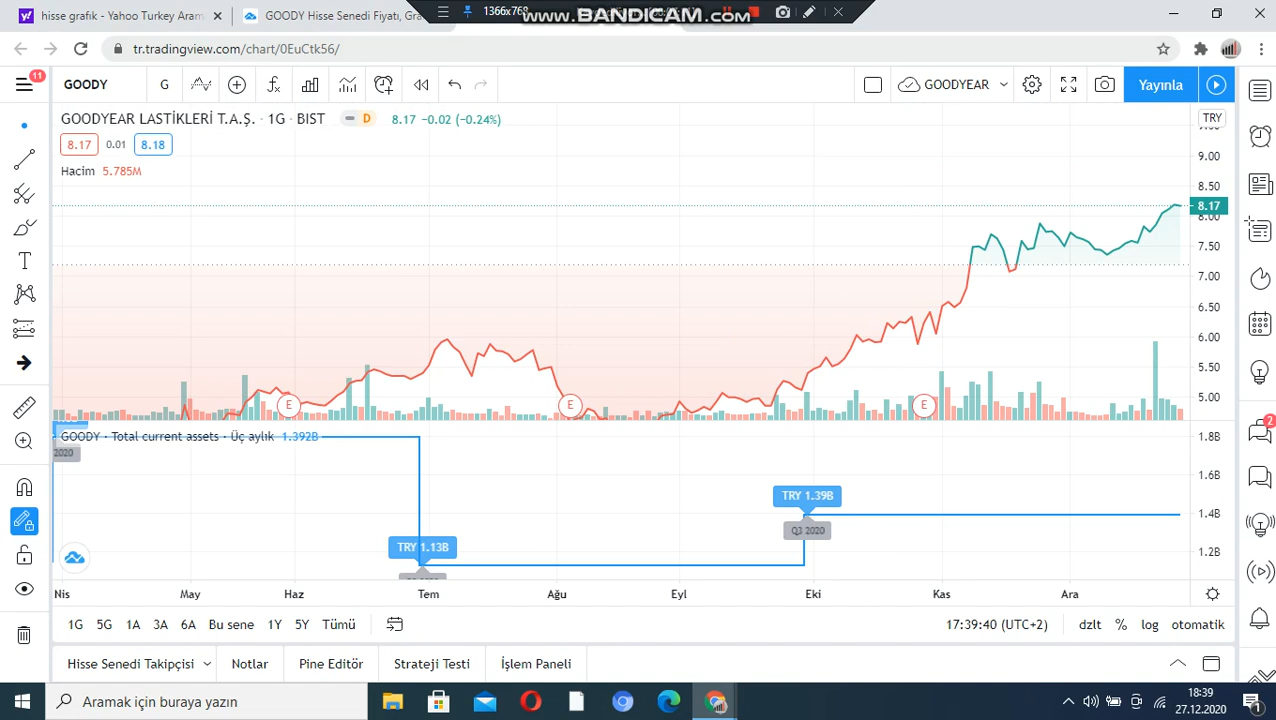 hisse grafik - Yahoo Turkey Aram
GOODY Hisse Senedi Fiyatı, Gra
1366x768
www.BANDICAM.com
tr.tradingview.com/chart/0EuCtk56/
11
GOODY
G
GOODYEAR
Yayınla
GOODYEAR LASTİKLERİ T.A.Ş. · 1G · BIST
D
8.17 −0.02 (−0.24%)
TRY
8.17
0.01
8.18
Hacim 5.785M
9.00
8.50
8.17
8.00
7.50
7.00
6.50
6.00
5.50
5.00
E
E
E
GOODY · Total current assets · Üç aylık 1.392B
2020
1.8B
1.6B
1.4B
1.2B
TRY 1.39B
Q3 2020
TRY 1.13B
2
Nis
May
Haz
Tem
Ağu
Eyl
Eki
Kas
Ara
1G
5G
1A
3A
6A
Bu sene
1Y
5Y
Tümü
17:39:40 (UTC+2)
dzlt
%
log
otomatik
Hisse Senedi Takipçisi
Notlar
Pine Editör
Strateji Testi
İşlem Paneli
Aramak için buraya yazın
18:39
27.12.2020
1